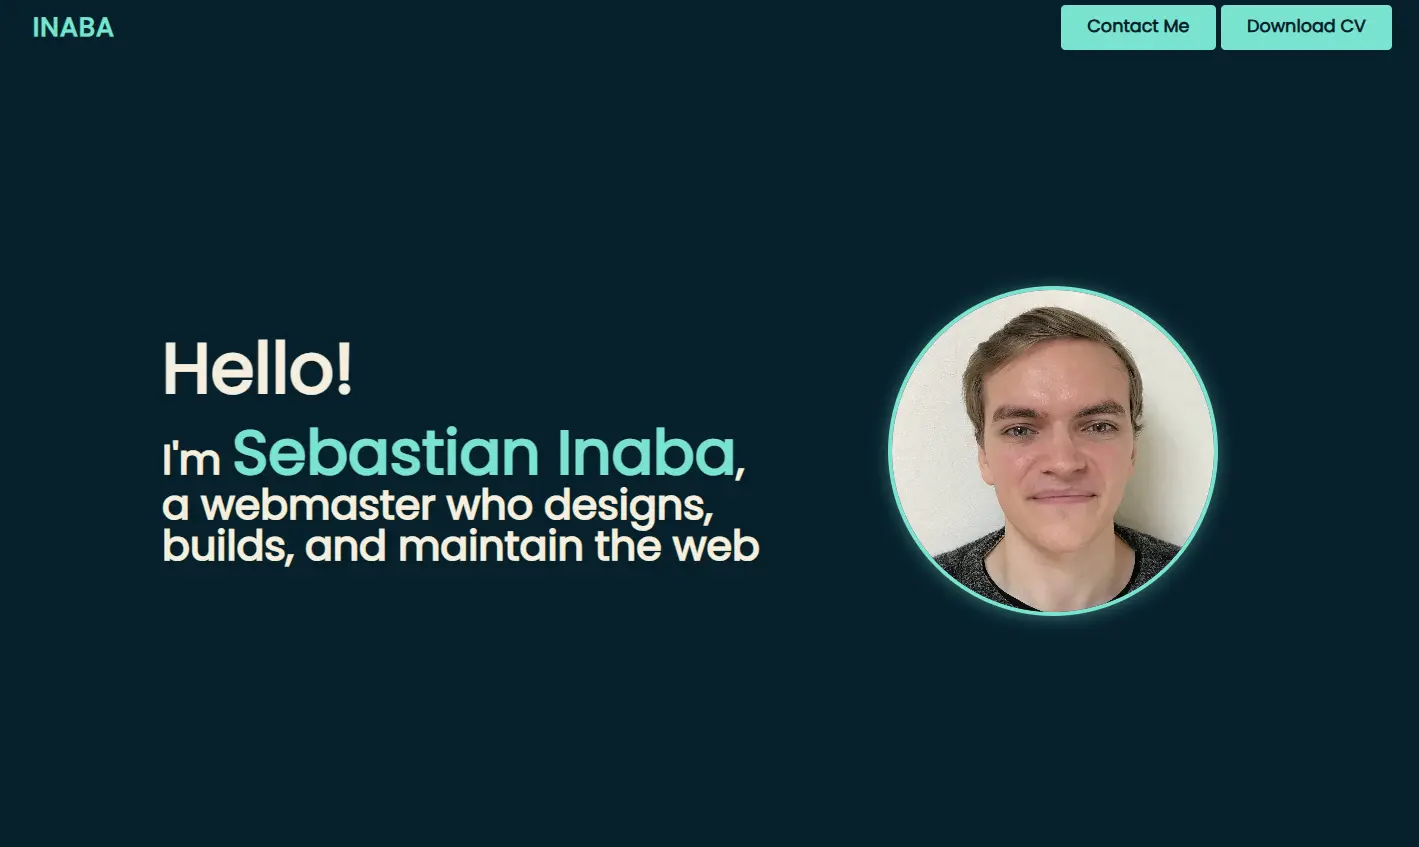 INABA
Contact Me
Download CV
Hello!
I'm Sebastian Inaba,
a webmaster who designs,
builds, and maintain the web